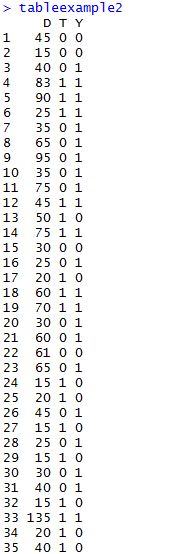 > tableexample2
D T Y
1 45 0 0
2 15 0 0
3 40 0 1
4 83 1 1
5 90 1 1
6 25 1 1
7 35 0 1
8 65 0 1
9 95 0 1
10 35 0 1
11 75 0 1
12 45 1 1
13 50 1 0
14 75 1 1
15 30 0 0
16 25 0 1
17 20 1 0
18 60 1 1
19 70 1 1
20 30 0 1
21 60 0 1
22 61 0 0
23 65 0 1
24 15 1 0
25 20 1 0
26 45 0 1
27 15 1 0
28 25 0 1
29 15 1 0
30 30 0 1
31 40 0 1
32 15 1 0
33 135 1 1
34 20 1 0
35 40 1 0